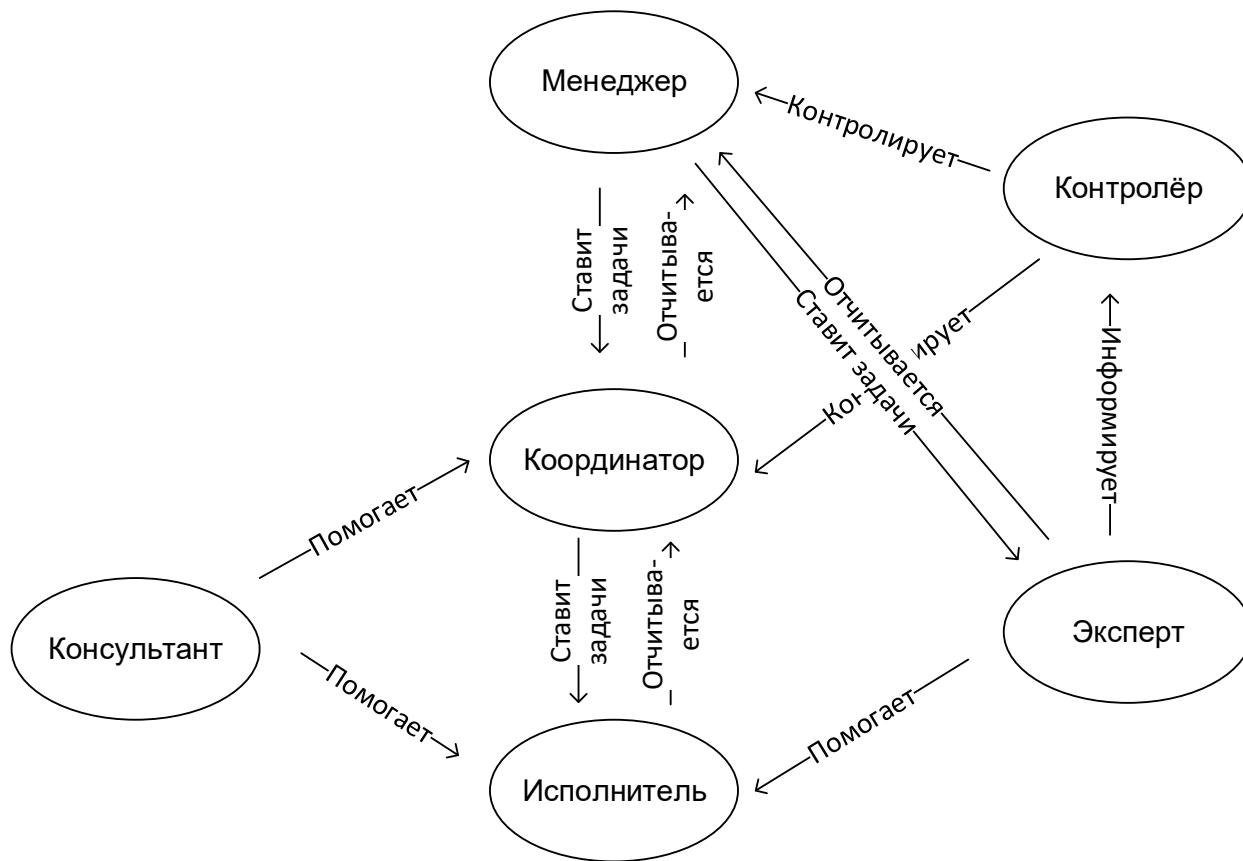 Менеджер
Контролирует
Контролёр
Ставит
задачи
Отчитыва-
ется
Отчитывается
Ставит задачи
ирует
Информирует
Координатор
Помогает
Ставит
задачи
Отчитыва-
ется
Консультант
Эксперт
Помогает
Помогает
Исполнитель